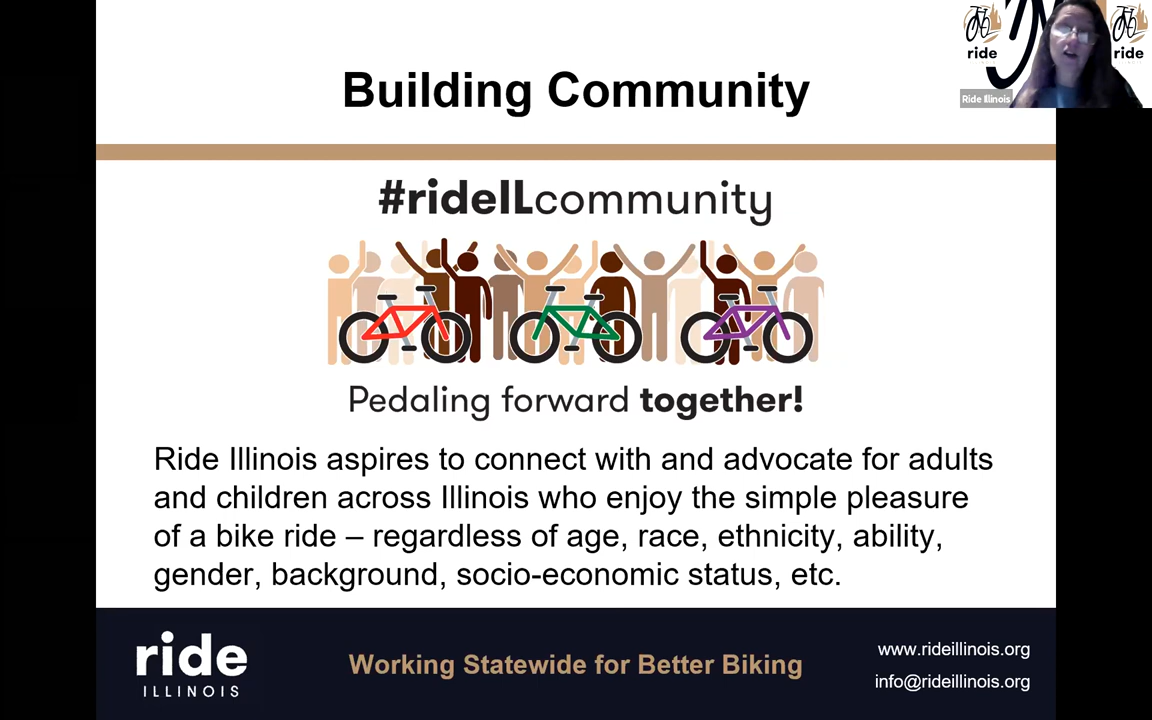 Building Community
#rideILcommunity
Pedaling forward together!
Ride Illinois aspires to connect with and advocate for adults
and children across Illinois who enjoy the simple pleasure
of a bike ride – regardless of age, race, ethnicity, ability,
gender, background, socio-economic status, etc.
ride
ILLINOIS
Working Statewide for Better Biking
www.rideillinois.org
info@rideillinois.org
ride
ride
Ride Illinois